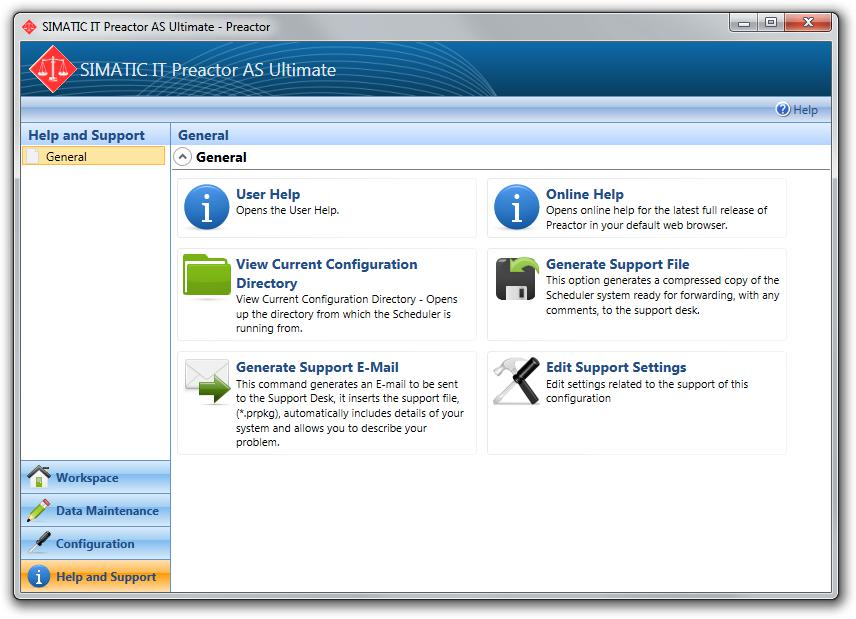 SIMATIC IT Preactor AS Ultimate - Preactor
SIMATIC IT Preactor AS Ultimate
Help
Help and Support
General
General
General
User Help
Opens the User Help.
Online Help
Opens online help for the latest full release of
Preactor in your default web browser.
View Current Configuration
Directory
View Current Configuration Directory - Opens
up the directory from which the Scheduler is
running from.
Generate Support File
This option generates a compressed copy of the
Scheduler system ready for forwarding, with any
comments, to the support desk.
Generate Support E-Mail
This command generates an E-mail to be sent
to the Support Desk, it inserts the support file,
(*.prpkg), automatically includes details of your
system and allows you to describe your
problem.
Edit Support Settings
Edit settings related to the support of this
configuration
Workspace
Data Maintenance
Configuration
Help and Support